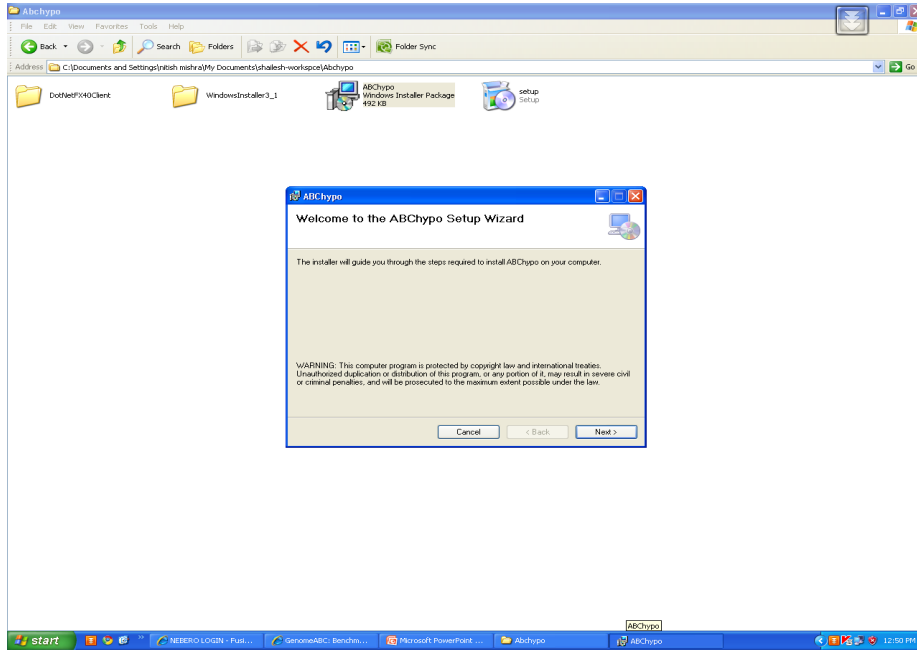 Abchypo
File Edit View Favorites Tools Help
Back Search Folders Folder Sync
Address C:\Documents and Settings\nitish mishra\My Documents\shailesh-workspce\Abchypo Go
DotNetFX40Client
WindowsInstaller3_1
ABChypo
Windows Installer Package
492 KB
setup
Setup
ABChypo
Welcome to the ABChypo Setup Wizard
The installer will guide you through the steps required to install ABChypo on your computer.
WARNING: This computer program is protected by copyright law and international treaties.
Unauthorized duplication or distribution of this program, or any portion of it, may result in severe civil
or criminal penalties, and will be prosecuted to the maximum extent possible under the law.
Cancel < Back Next >
ABChypo
start NEBERO LOGIN - Fusi... GenomeABC: Benchm... Microsoft PowerPoint ... Abchypo ABChypo 12:50 PM